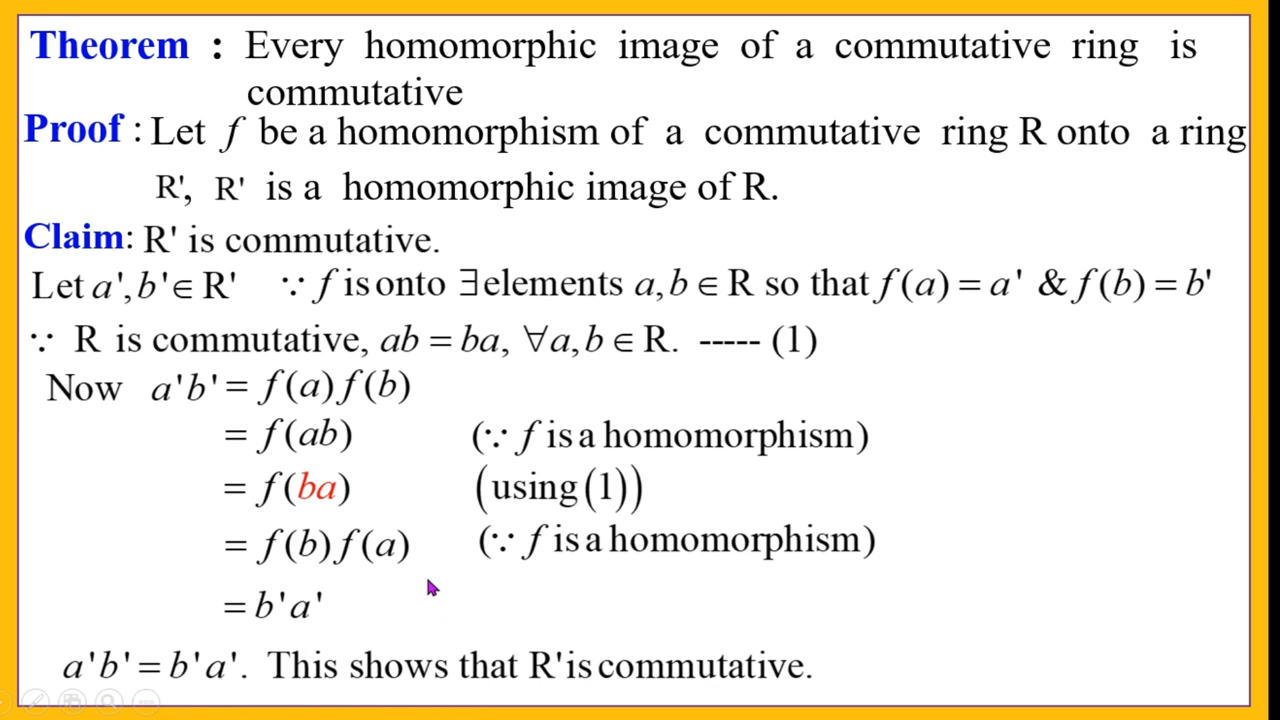 Theorem : Every homomorphic image of a commutative ring is
commutative
Proof : Let f be a homomorphism of a commutative ring R onto a ring
R', R' is a homomorphic image of R.
Claim: R' is commutative.
Let a', b' ∈ R' ∵ f is onto ∃ elements a, b ∈ R so that f(a) = a' & f(b) = b'
∵ R is commutative, ab = ba, ∀a, b ∈ R. ----- (1)
Now a'b' = f(a)f(b)
= f(ab) (∵ f is a homomorphism)
= f(ba) (using (1))
= f(b)f(a) (∵ f is a homomorphism)
= b'a'
a'b' = b'a'. This shows that R' is commutative.